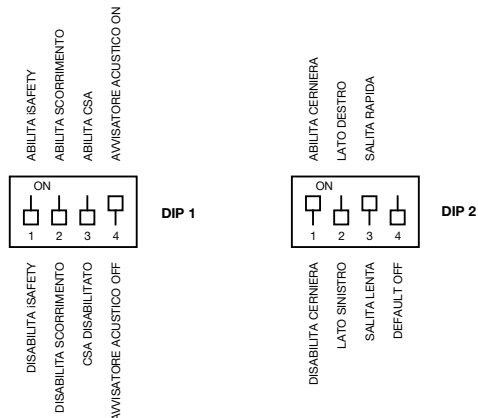 ABILITA iSAFETY
ABILITA SCORRIMENTO
ABILITA CSA
AVVISATORE ACUSTICO ON
ON
1 2 3 4
DIP 1
DISABILITA iSAFETY
DISABILITA SCORRIMENTO
CSA DISABILITATO
AVVISATORE ACUSTICO OFF
ABILITA CERNIERA
LATO DESTRO
SALITA RAPIDA
ON
1 2 3 4
DIP 2
DISABILITA CERNIERA
LATO SINISTRO
SALITA LENTA
DEFAULT OFF